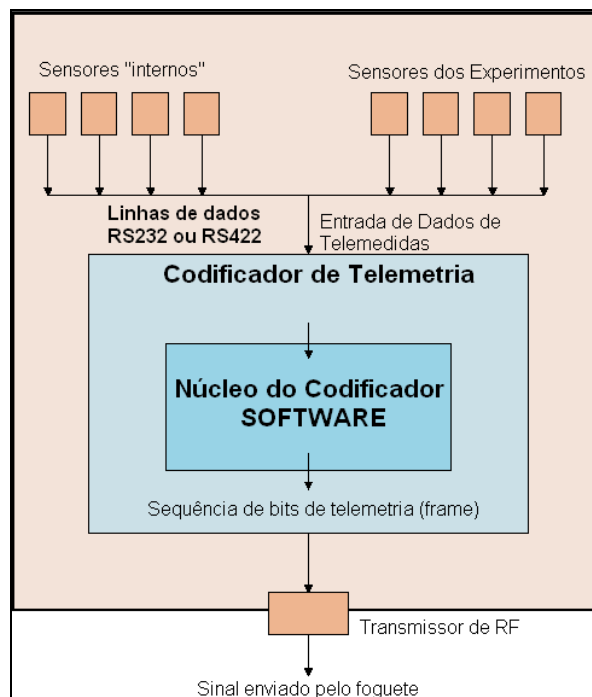 Sensores "internos"
Sensores dos Experimentos
Linhas de dados
RS232 ou RS422
Entrada de Dados de
Telemedidas
Codificador de Telemetria
Núcleo do Codificador
SOFTWARE
Sequência de bits de telemetria (frame)
Transmissor de RF
Sinal enviado pelo foguete